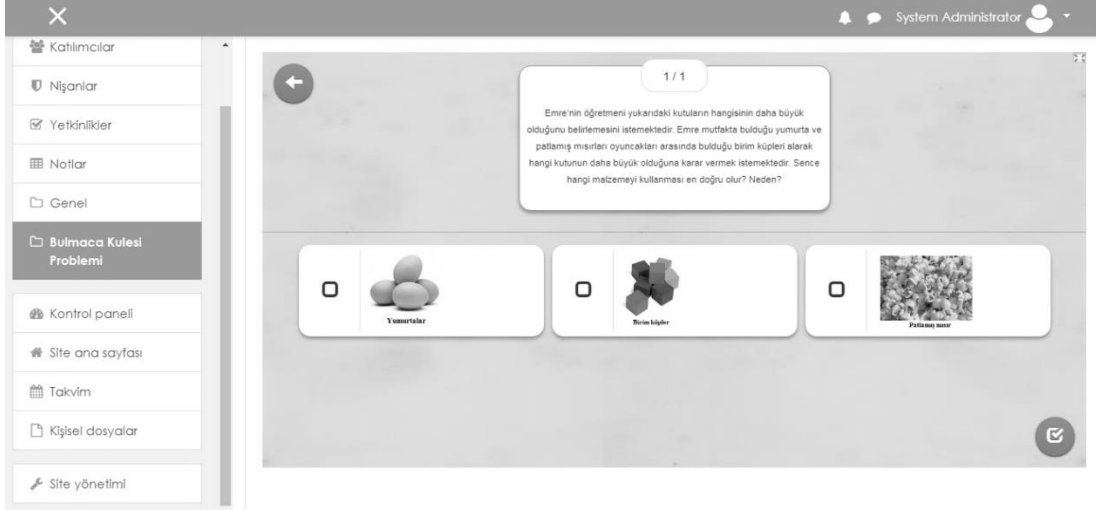 System Administrator
Katılımcılar
Nişanlar
Yetkinlikler
Notlar
Genel
Bulmaca Kulesi
Problemi
Kontrol paneli
Site ana sayfası
Takvim
Kişisel dosyalar
Site yönetimi
1 / 1
Emre'nin öğretmeni yukarıdaki kutuların hangisinin daha büyük
olduğunu belirlemesini istemektedir. Emre mutfakta bulduğu yumurta ve
patlamış mısırları oyuncakları arasında bulduğu birim küpleri alarak
hangi kutunun daha büyük olduğuna karar vermek istemektedir. Sence
hangi malzemeyi kullanması en doğru olur? Neden?
Yumurtalar
Birim küpler
Patlamış mısır